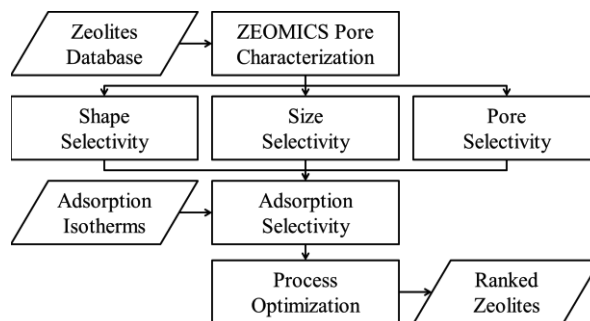 Zeolites
Database
ZEOMICS Pore
Characterization
Shape
Selectivity
Size
Selectivity
Pore
Selectivity
Adsorption
Isotherms
Adsorption
Selectivity
Process
Optimization
Ranked
Zeolites